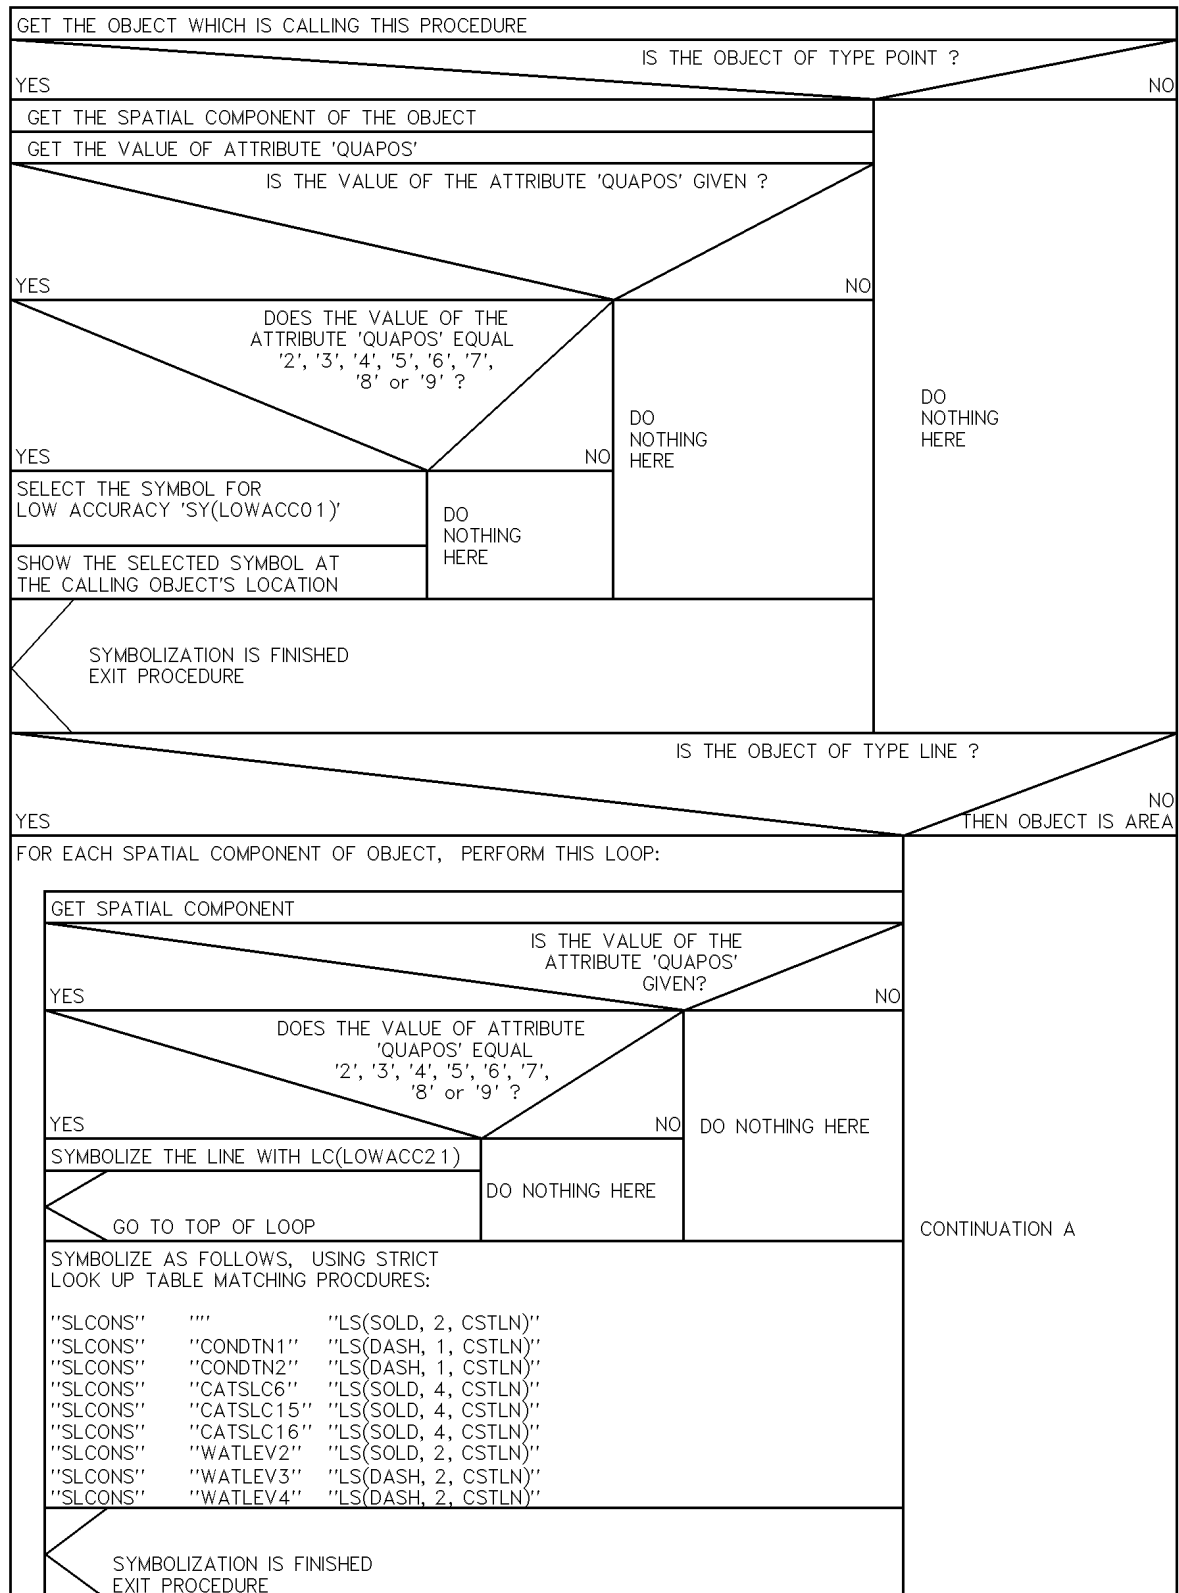 GET THE OBJECT WHICH IS CALLING THIS PROCEDURE
IS THE OBJECT OF TYPE POINT ?
YES
NO
GET THE SPATIAL COMPONENT OF THE OBJECT
GET THE VALUE OF ATTRIBUTE 'QUAPOS'
IS THE VALUE OF THE ATTRIBUTE 'QUAPOS' GIVEN ?
YES
NO
DOES THE VALUE OF THE
ATTRIBUTE 'QUAPOS' EQUAL
'2', '3', '4', '5', '6', '7',
'8' or '9' ?
YES
NO
DO
NOTHING
HERE
DO
NOTHING
HERE
SELECT THE SYMBOL FOR
LOW ACCURACY 'SY(LOWACC01)'
DO
NOTHING
HERE
SHOW THE SELECTED SYMBOL AT
THE CALLING OBJECT'S LOCATION
SYMBOLIZATION IS FINISHED
EXIT PROCEDURE
IS THE OBJECT OF TYPE LINE ?
YES
NO
THEN OBJECT IS AREA
FOR EACH SPATIAL COMPONENT OF OBJECT, PERFORM THIS LOOP:
GET SPATIAL COMPONENT
IS THE VALUE OF THE
ATTRIBUTE 'QUAPOS'
GIVEN?
YES
NO
DOES THE VALUE OF ATTRIBUTE
'QUAPOS' EQUAL
'2', '3', '4', '5', '6', '7',
'8' or '9' ?
YES
NO
DO NOTHING HERE
SYMBOLIZE THE LINE WITH LC(LOWACC21)
DO NOTHING HERE
GO TO TOP OF LOOP
CONTINUATION A
SYMBOLIZE AS FOLLOWS, USING STRICT
LOOK UP TABLE MATCHING PROCDURES:
"SLCONS" "" "LS(SOLD, 2, CSTLN)"
"SLCONS" "CONDTN1" "LS(DASH, 1, CSTLN)"
"SLCONS" "CONDTN2" "LS(DASH, 1, CSTLN)"
"SLCONS" "CATSLC6" "LS(SOLD, 4, CSTLN)"
"SLCONS" "CATSLC15" "LS(SOLD, 4, CSTLN)"
"SLCONS" "CATSLC16" "LS(SOLD, 4, CSTLN)"
"SLCONS" "WATLEV2" "LS(SOLD, 2, CSTLN)"
"SLCONS" "WATLEV3" "LS(DASH, 2, CSTLN)"
"SLCONS" "WATLEV4" "LS(DASH, 2, CSTLN)"
SYMBOLIZATION IS FINISHED
EXIT PROCEDURE